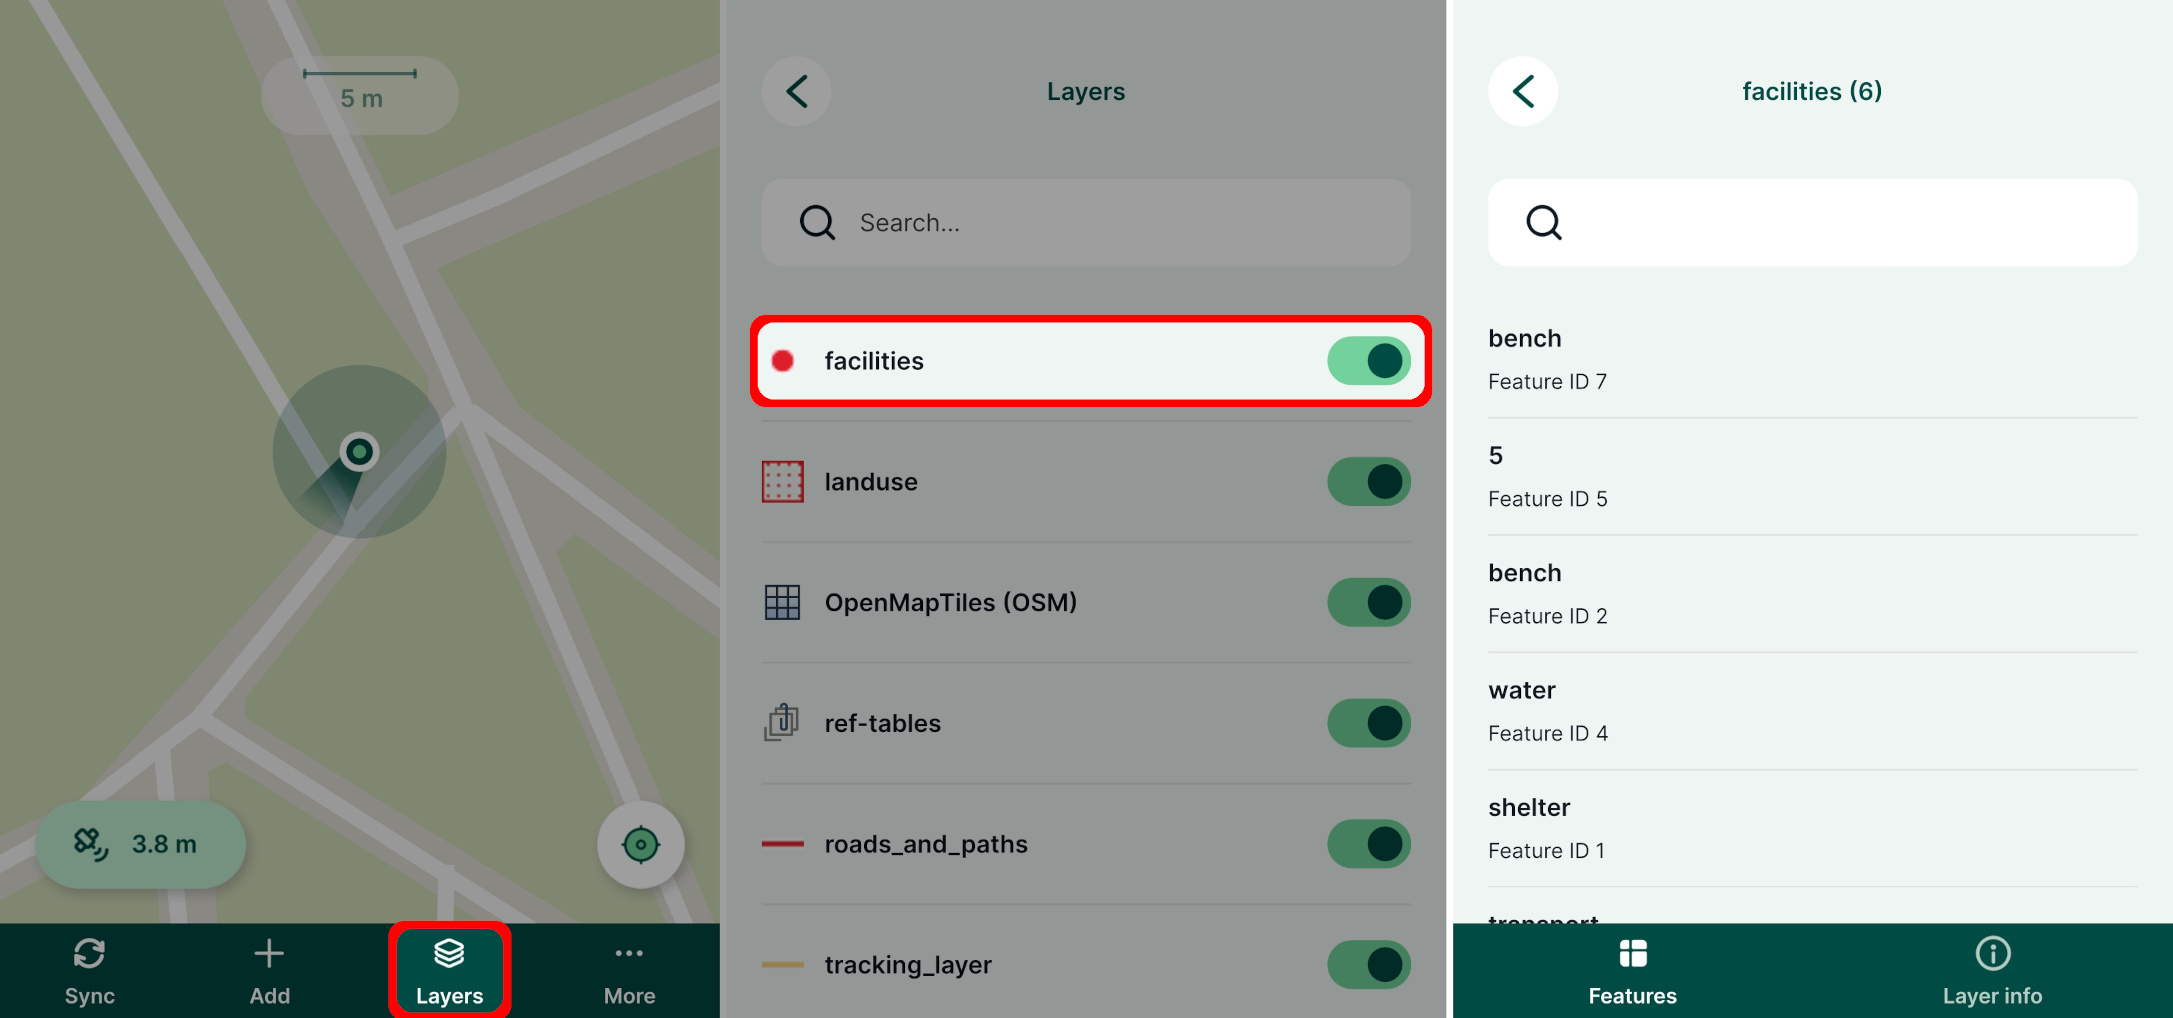 5 m
3.8 m
Sync
Add
Layers
More
Layers
Search...
facilities
landuse
OpenMapTiles (OSM)
ref-tables
roads_and_paths
tracking_layer
facilities (6)
bench
Feature ID 7
5
Feature ID 5
bench
Feature ID 2
water
Feature ID 4
shelter
Feature ID 1
transport
Features
Layer info